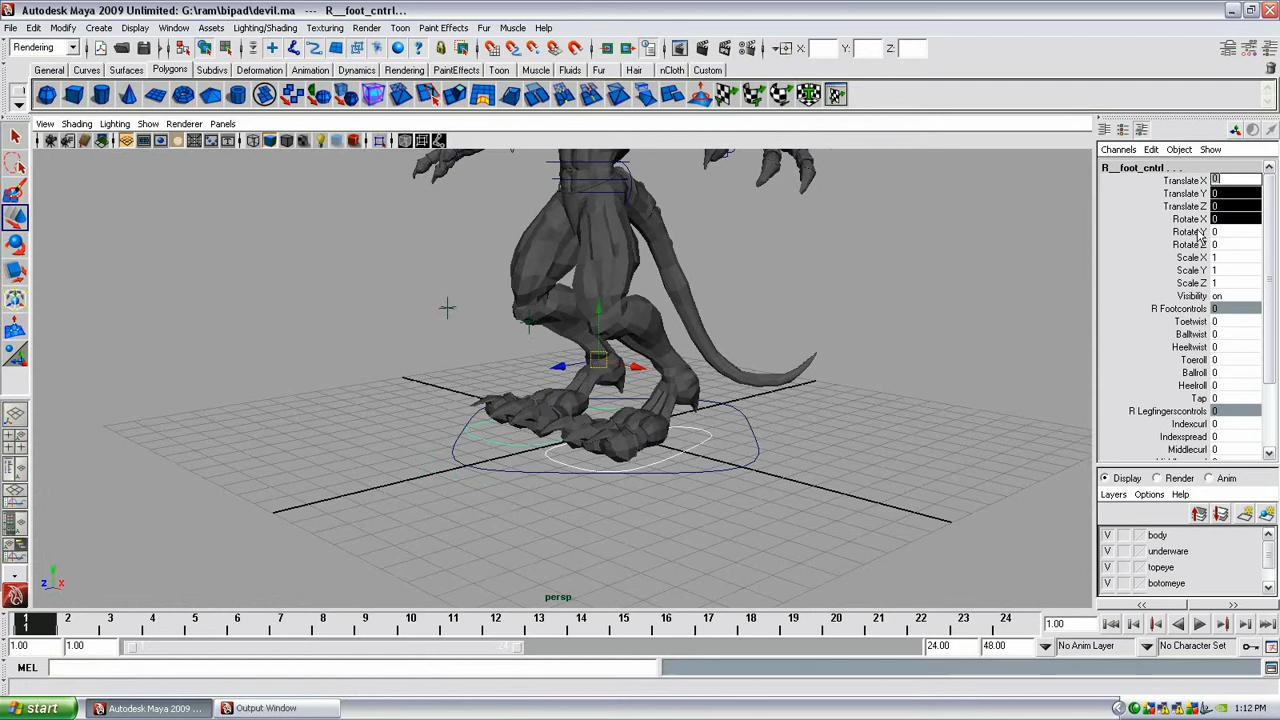 Autodesk Maya 2009 Unlimited: G:\ram\bipad\devil.ma --- R__foot_cntrl...
File Edit Modify Create Display Window Assets Lighting/Shading Texturing Render Toon Paint Effects Fur Muscle Help
Rendering X: Y: Z:
General Curves Surfaces Polygons Subdivs Deformation Animation Dynamics Rendering PaintEffects Toon Muscle Fluids Fur Hair nCloth Custom
View Shading Lighting Show Renderer Panels
Channels Edit Object Show
R__foot_cntrl . . .
Translate X 0
Translate Y 0
Translate Z 0
Rotate X 0
Rotate Y 0
Rotate Z 0
Scale X 1
Scale Y 1
Scale Z 1
Visibility on
R Footcontrols 0
Toetwist 0
Balltwist 0
Heeltwist 0
Toeroll 0
Ballroll 0
Heelroll 0
Tap 0
R Legfingerscontrols 0
Indexcurl 0
Indexspread 0
Middlecurl 0
Display Render Anim
Layers Options Help
V body
V underware
V topeye
V botomeye
z x
persp
1 2 3 4 5 6 7 8 9 10 11 12 13 14 15 16 17 18 19 20 21 22 23 24
1 1.00
1.00 1.00 1 24 24.00 48.00 No Anim Layer No Character Set
MEL
start Autodesk Maya 2009 ... Output Window 1:12 PM